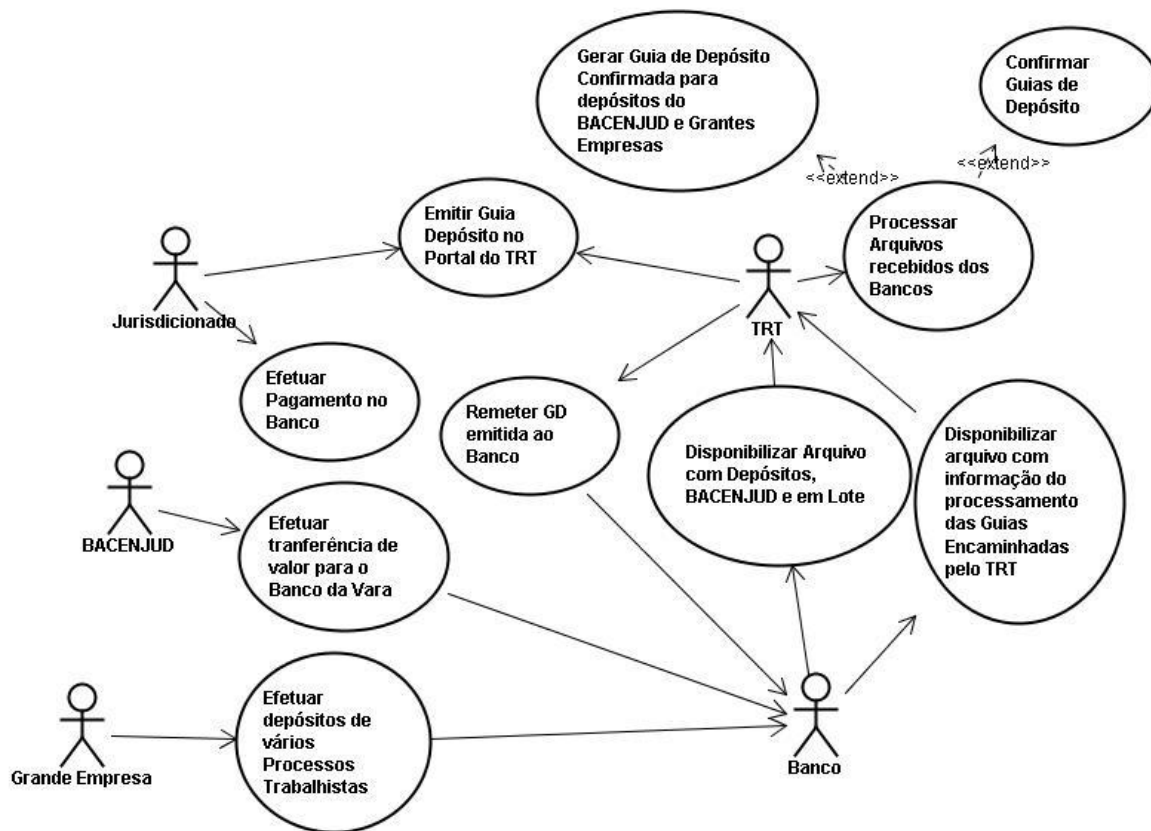 Gerar Guia de Depósito
Confirmada para
depósitos do
BACENJUD e Grantes
Empresas
Confirmar
Guias de
Depósito
<<extend>>
<<extend>>
Emitir Guia
Depósito no
Portal do TRT
Processar
Arquivos
recebidos dos
Bancos
Jurisdicionado
TRT
Efetuar
Pagamento no
Banco
Remeter GD
emitida ao
Banco
Disponibilizar Arquivo
com Depósitos,
BACENJUD e em Lote
Disponibilizar
arquivo com
informação do
processamento
das Guias
Encaminhadas
pelo TRT
BACENJUD
Efetuar
tranferência de
valor para o
Banco da Vara
Grande Empresa
Efetuar
depósitos de
vários
Processos
Trabalhistas
Banco